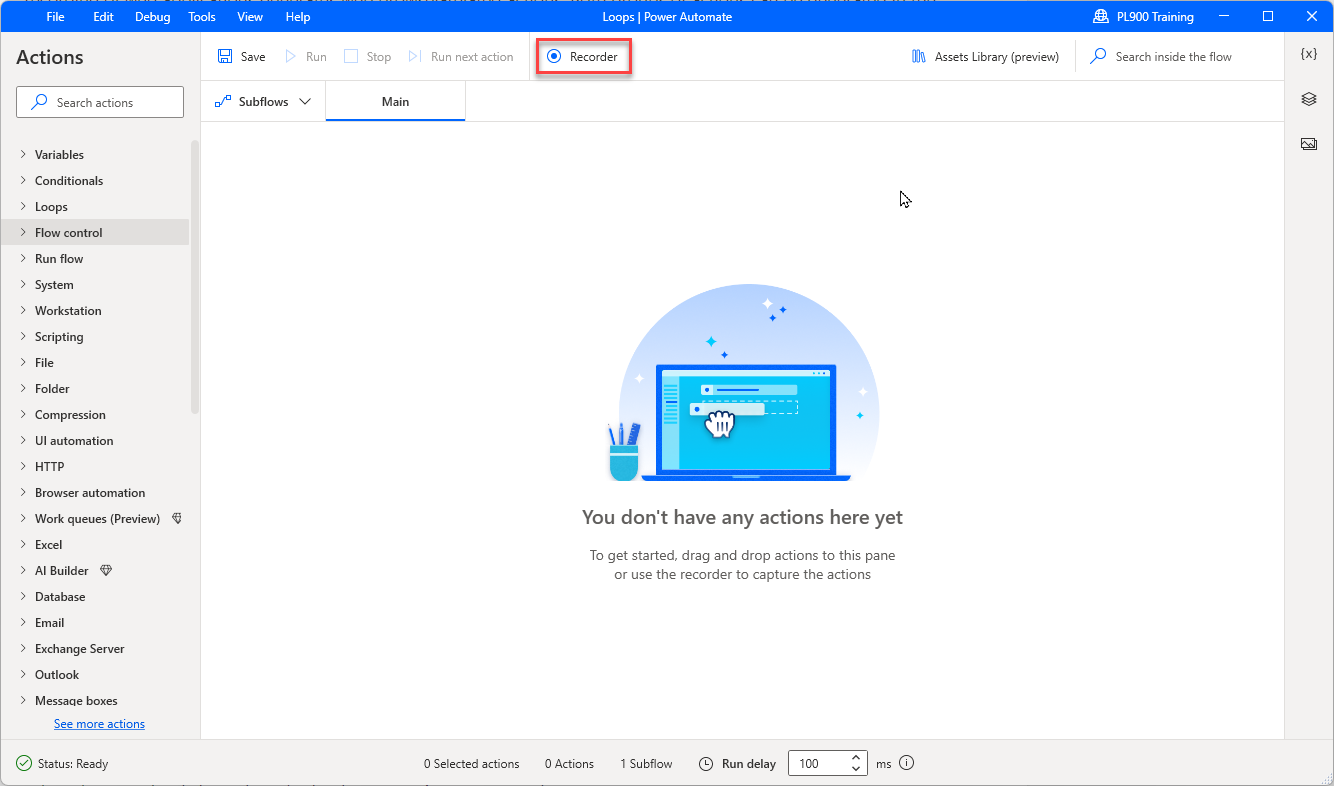 File Edit Debug Tools View Help Loops | Power Automate PL900 Training
Actions
Save Run Stop Run next action Recorder Assets Library (preview) Search inside the flow {x}
Search actions
Subflows Main
Variables
Conditionals
Loops
Flow control
Run flow
System
Workstation
Scripting
File
Folder
Compression
UI automation
HTTP
Browser automation
Work queues (Preview)
Excel
AI Builder
Database
Email
Exchange Server
Outlook
Message boxes
See more actions
You don't have any actions here yet
To get started, drag and drop actions to this pane
or use the recorder to capture the actions
Status: Ready 0 Selected actions 0 Actions 1 Subflow Run delay 100 ms